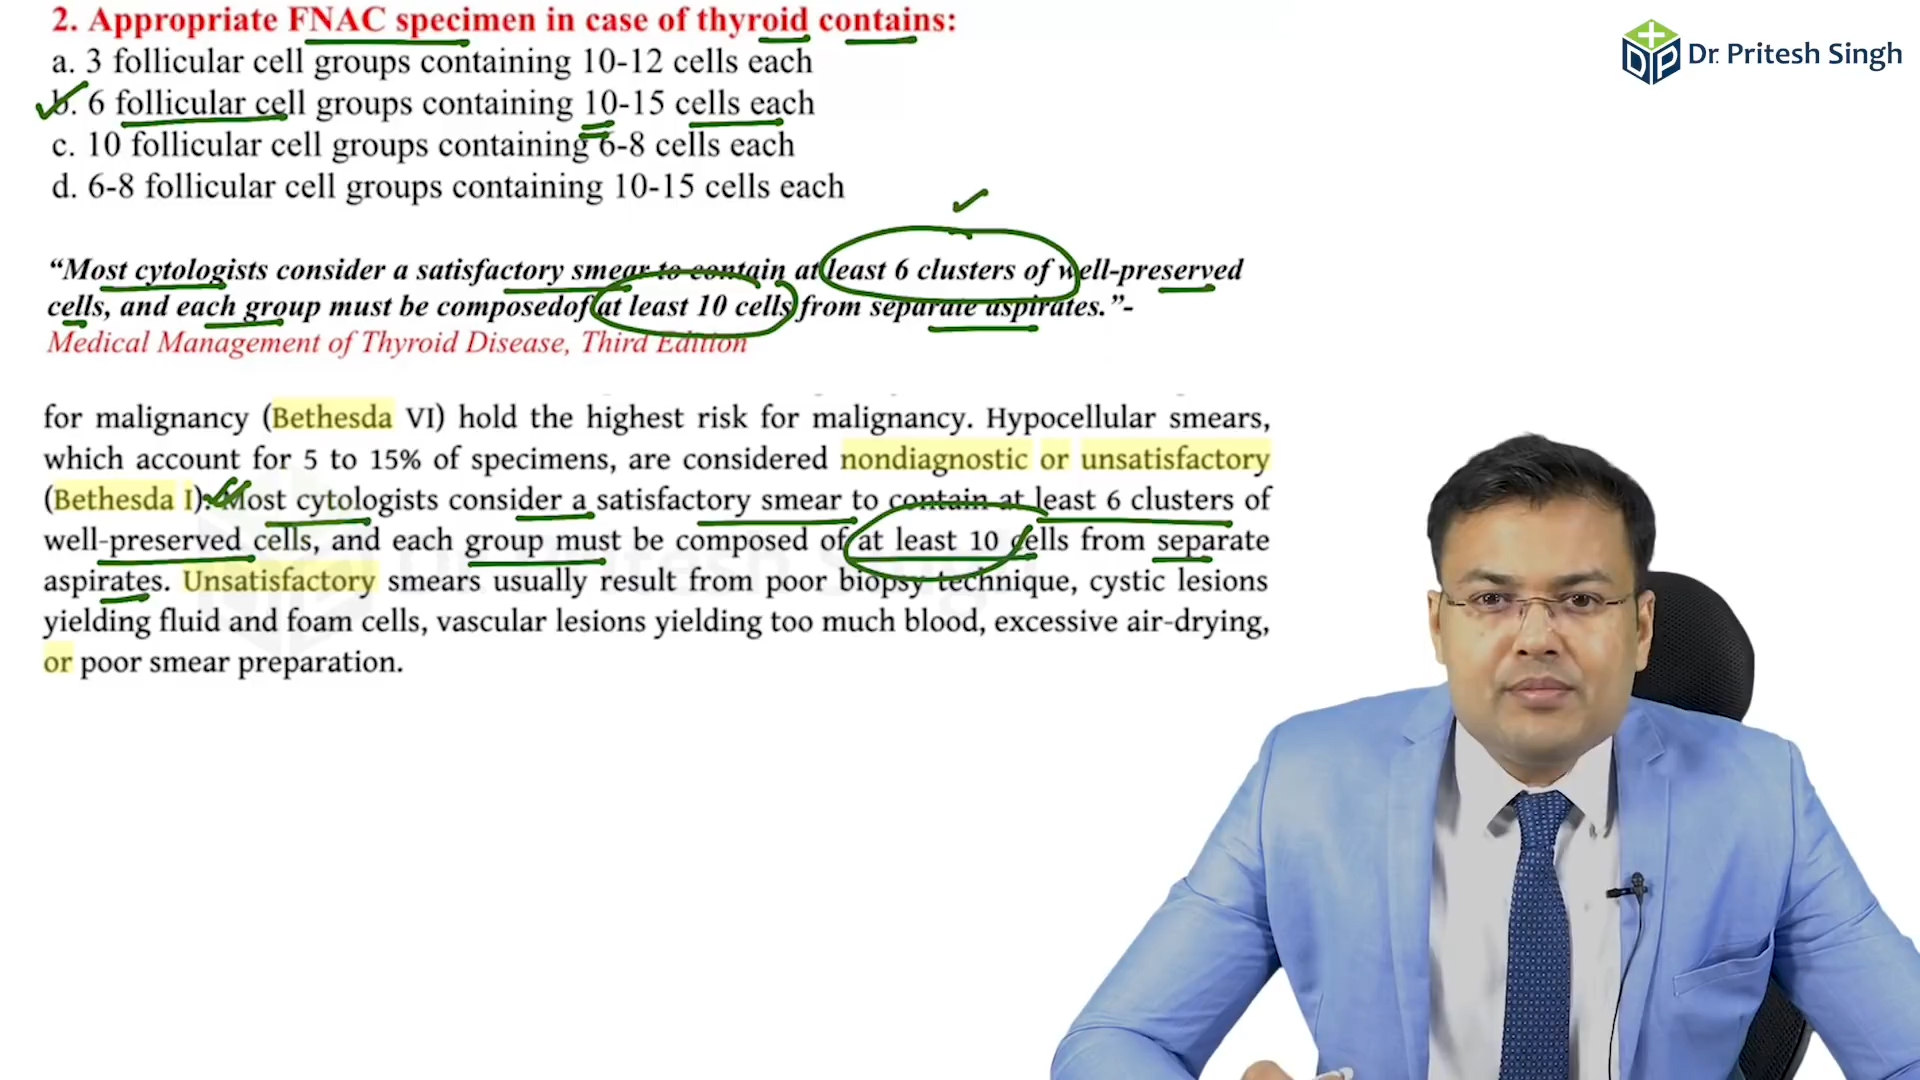 2. Appropriate FNAC specimen in case of thyroid contains:
a. 3 follicular cell groups containing 10-12 cells each
b. 6 follicular cell groups containing 10-15 cells each
c. 10 follicular cell groups containing 6-8 cells each
d. 6-8 follicular cell groups containing 10-15 cells each
“Most cytologists consider a satisfactory smear to contain at least 6 clusters of well-preserved
cells, and each group must be composedof at least 10 cells from separate aspirates.”-
Medical Management of Thyroid Disease, Third Edition
for malignancy (Bethesda VI) hold the highest risk for malignancy. Hypocellular smears,
which account for 5 to 15% of specimens, are considered nondiagnostic or unsatisfactory
(Bethesda I). Most cytologists consider a satisfactory smear to contain at least 6 clusters of
well-preserved cells, and each group must be composed of at least 10 cells from separate
aspirates. Unsatisfactory smears usually result from poor biopsy technique, cystic lesions
yielding fluid and foam cells, vascular lesions yielding too much blood, excessive air-drying,
or poor smear preparation.
Dr. Pritesh Singh